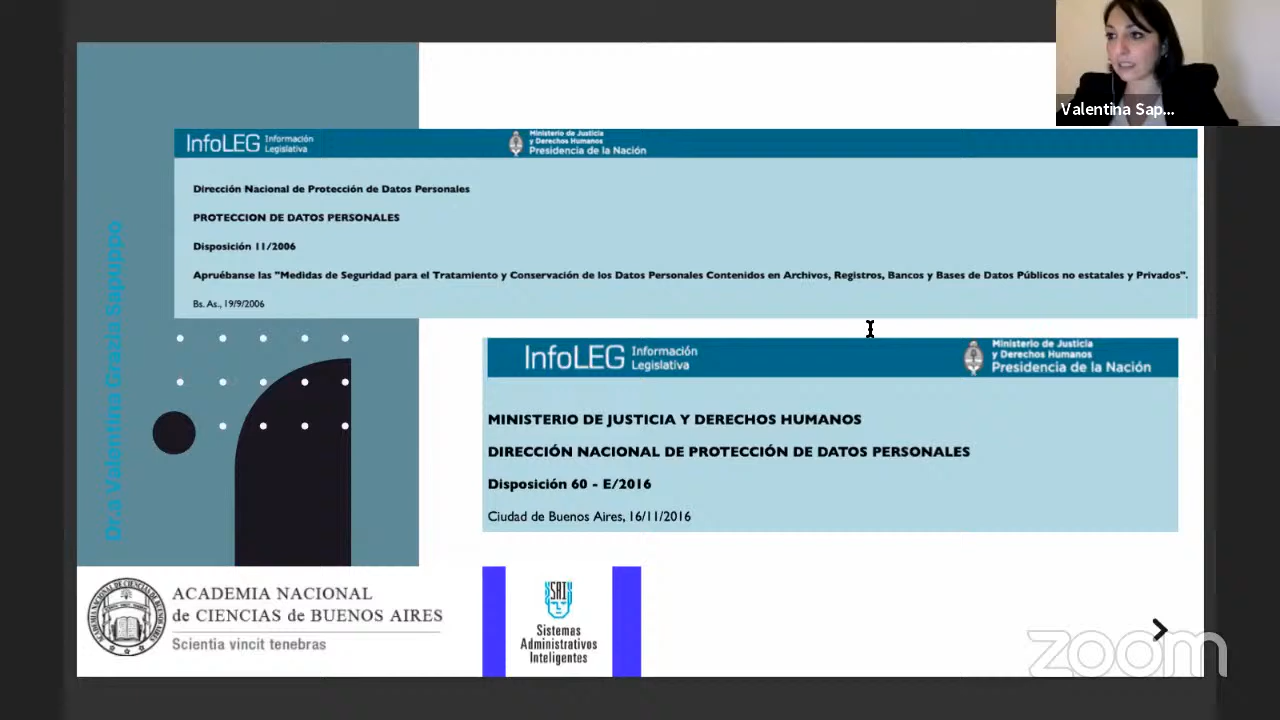 Valentina Sap...
InfoLEG Información
Legislativa
Ministerio de Justicia
y Derechos Humanos
Presidencia de la Nación
Dirección Nacional de Protección de Datos Personales
PROTECCION DE DATOS PERSONALES
Disposición 11/2006
Apruébanse las "Medidas de Seguridad para el Tratamiento y Conservación de los Datos Personales Contenidos en Archivos, Registros, Bancos y Bases de Datos Públicos no estatales y Privados".
Bs. As., 19/9/2006
Dr.a Valentina Grazia Sapuppo
InfoLEG Información
Legislativa
Ministerio de Justicia
y Derechos Humanos
Presidencia de la Nación
MINISTERIO DE JUSTICIA Y DERECHOS HUMANOS
DIRECCIÓN NACIONAL DE PROTECCIÓN DE DATOS PERSONALES
Disposición 60 - E/2016
Ciudad de Buenos Aires, 16/11/2016
ACADEMIA NACIONAL
de CIENCIAS de BUENOS AIRES
Scientia vincit tenebras
SAI
Sistemas
Administrativos
Inteligentes
zoom